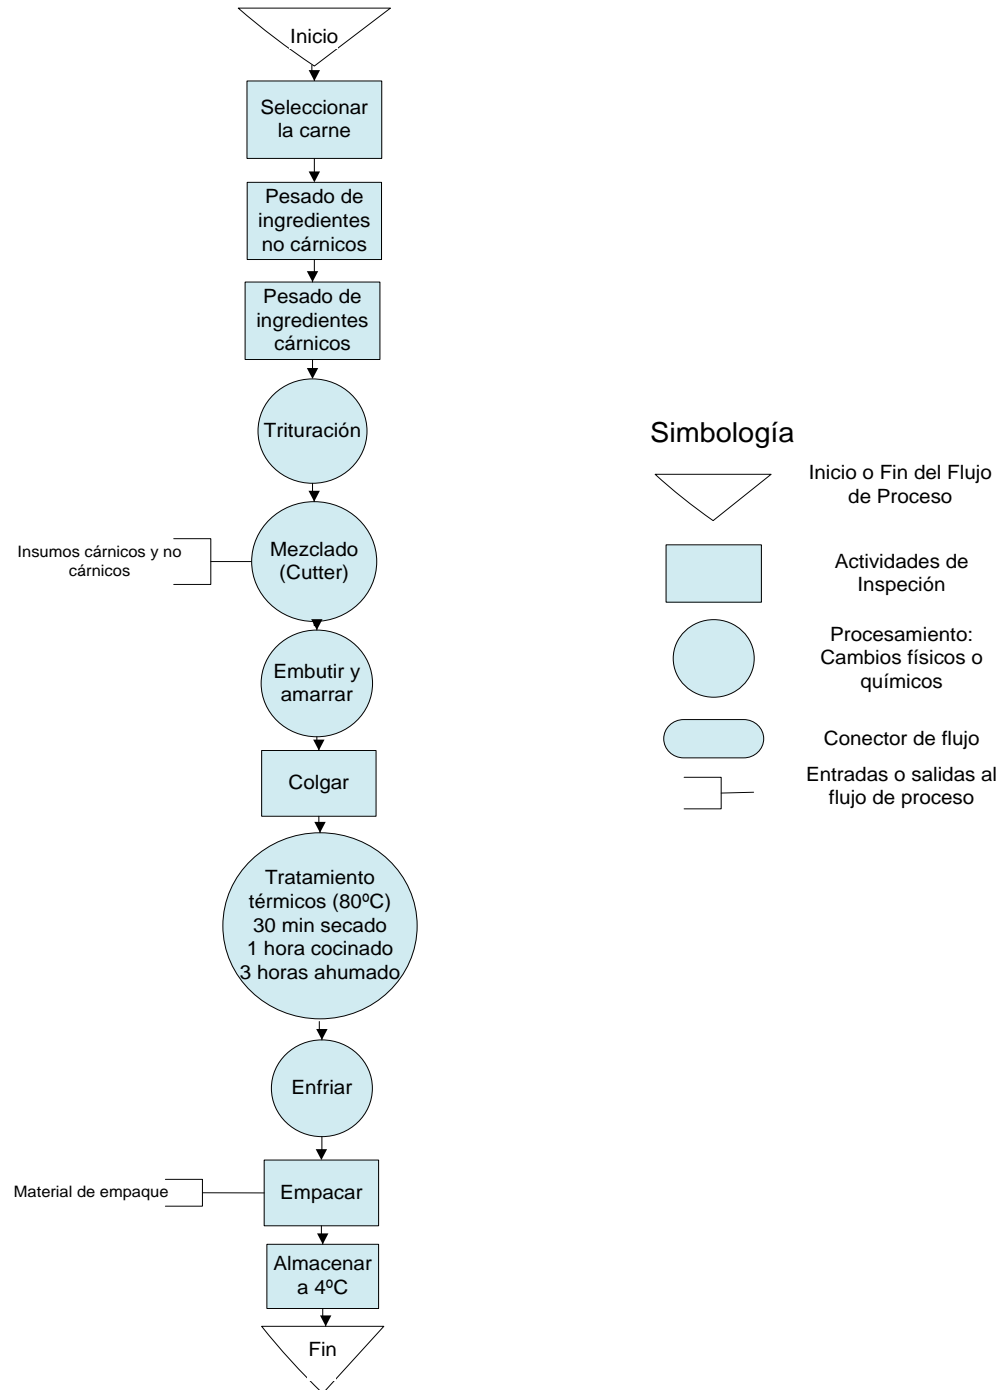 Inicio
Seleccionar
la carne
Pesado de
ingredientes
no cárnicos
Pesado de
ingredientes
cárnicos
Trituración
Insumos cárnicos y no
cárnicos
Mezclado
(Cutter)
Embutir y
amarrar
Colgar
Tratamiento
térmicos (80ºC)
30 min secado
1 hora cocinado
3 horas ahumado
Enfriar
Material de empaque
Empacar
Almacenar
a 4ºC
Fin
Simbología
Inicio o Fin del Flujo
de Proceso
Actividades de
Inspeción
Procesamiento:
Cambios físicos o
químicos
Conector de flujo
Entradas o salidas al
flujo de proceso